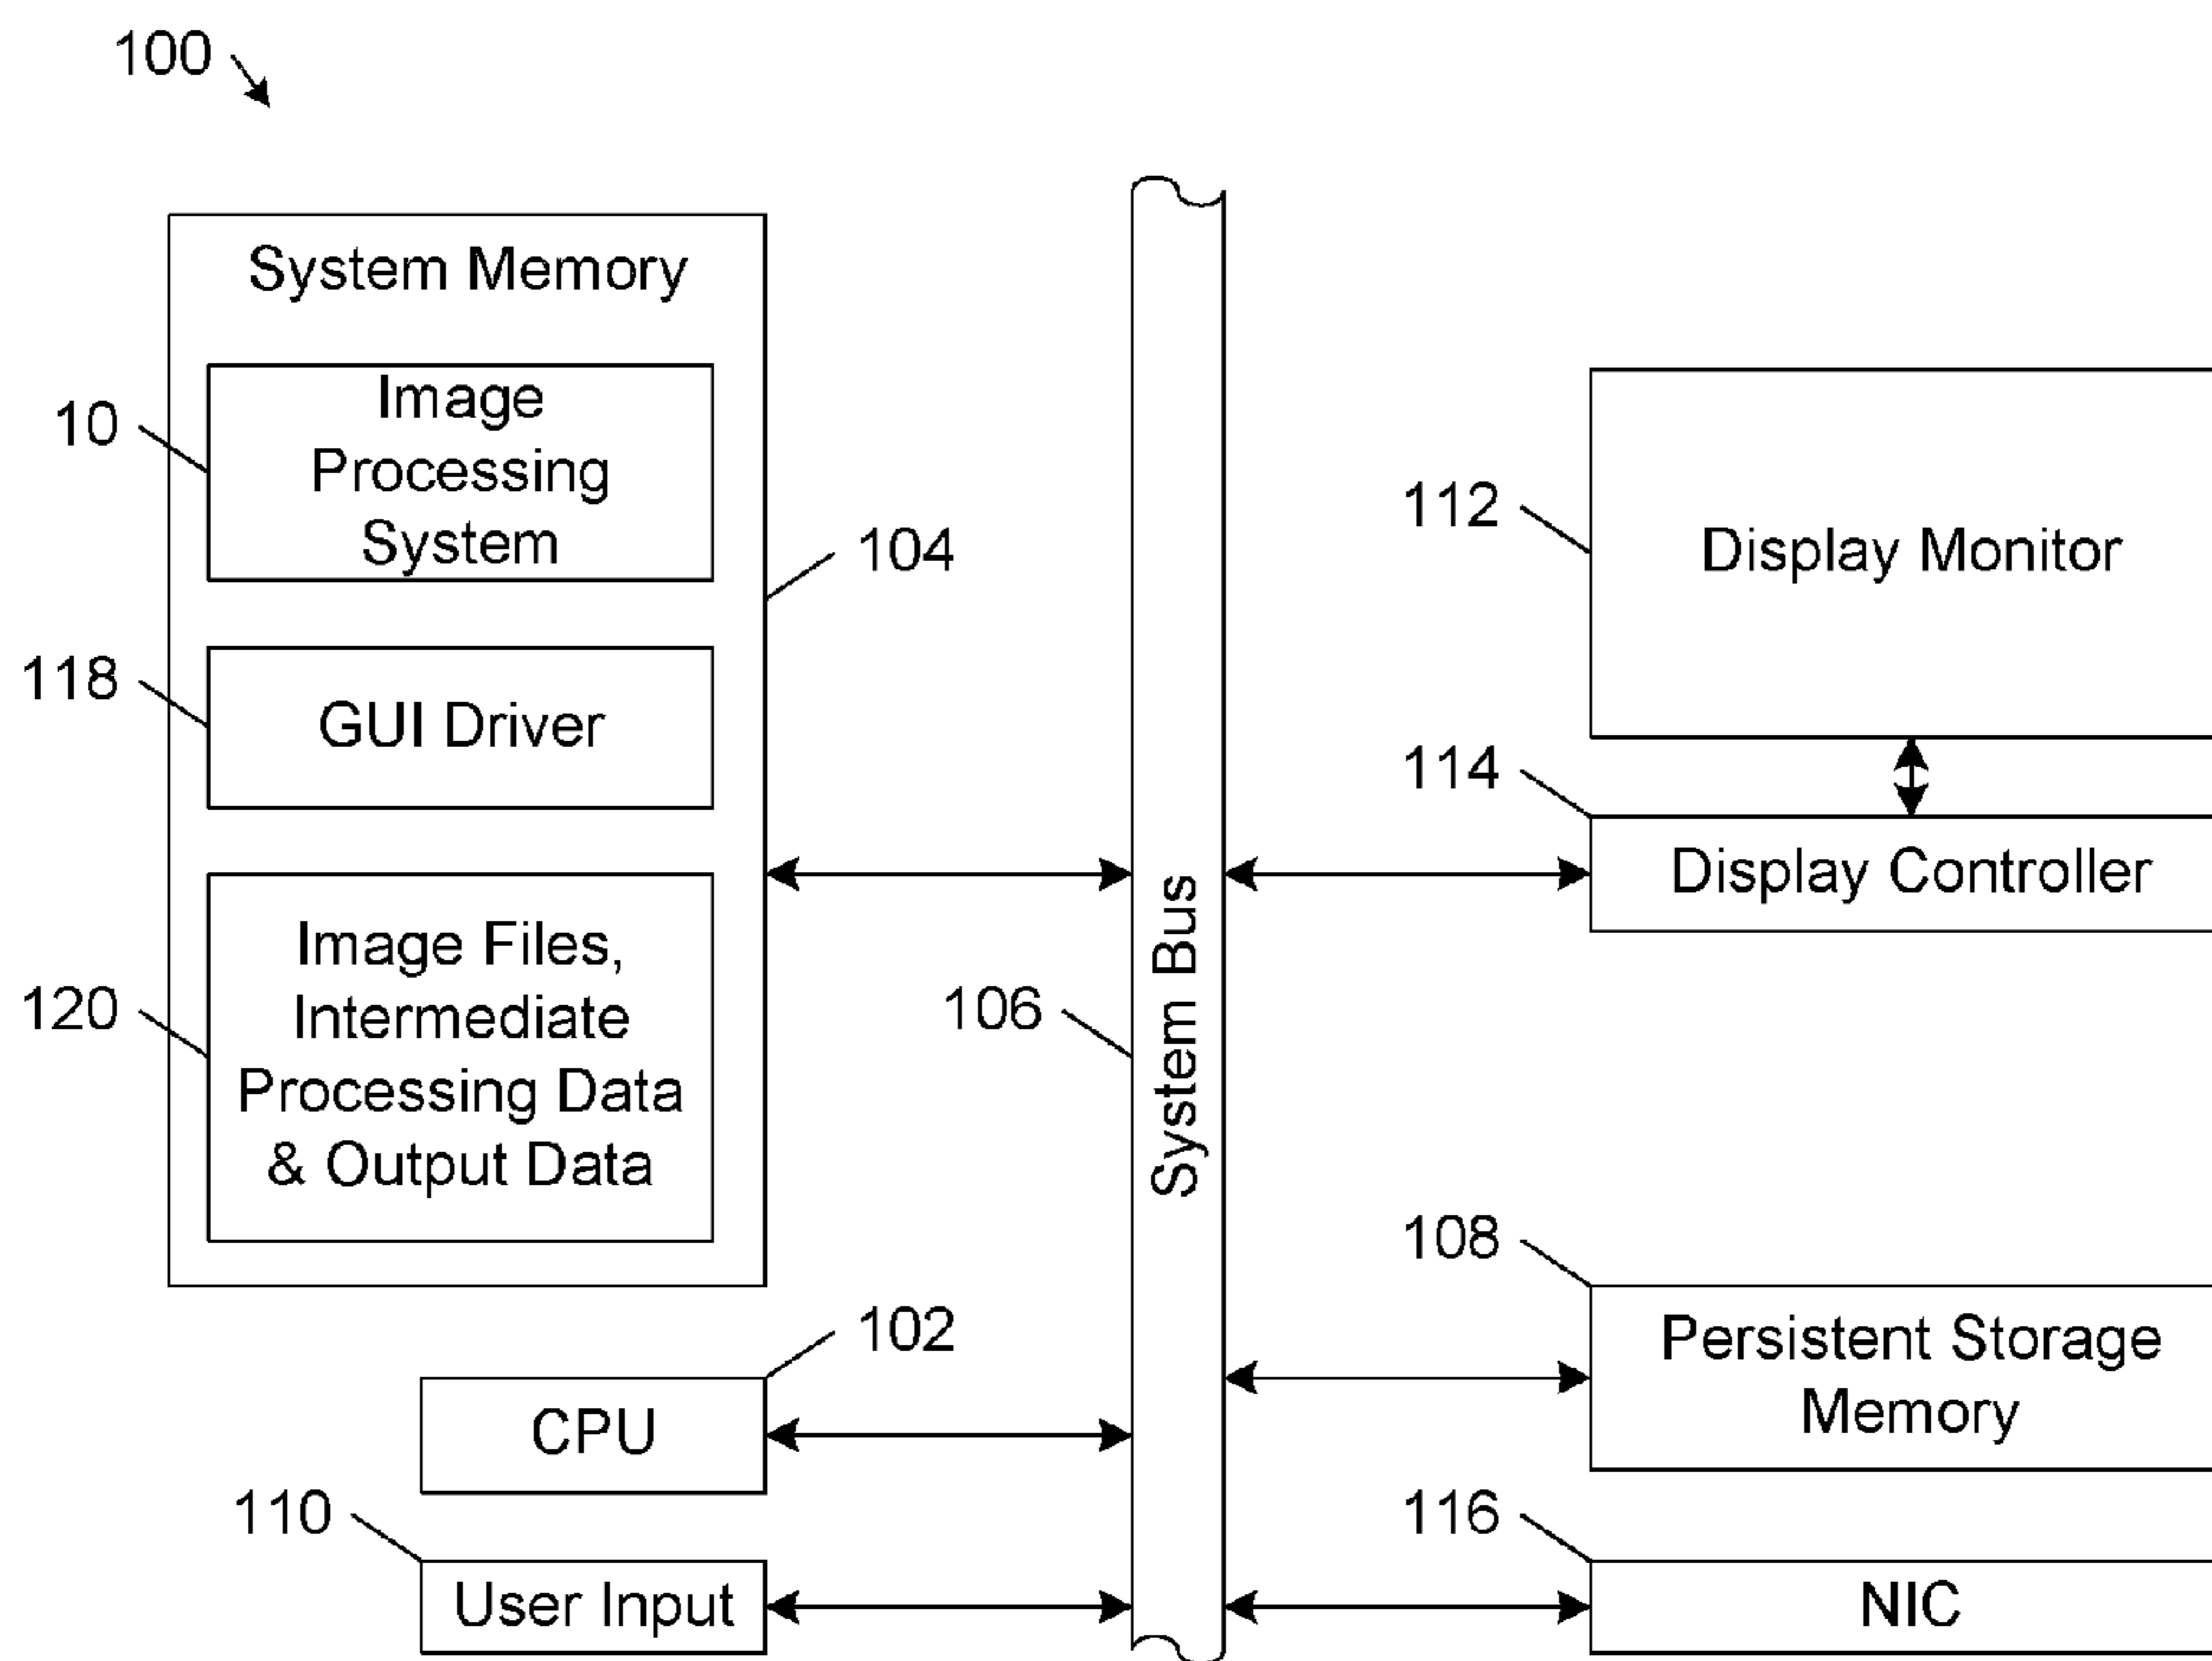 100
System Memory
10
Image
Processing
System
104
118
GUI Driver
120
Image Files,
Intermediate
Processing Data
& Output Data
106
System Bus
112
Display Monitor
114
Display Controller
102
CPU
110
User Input
108
Persistent Storage
Memory
116
NIC